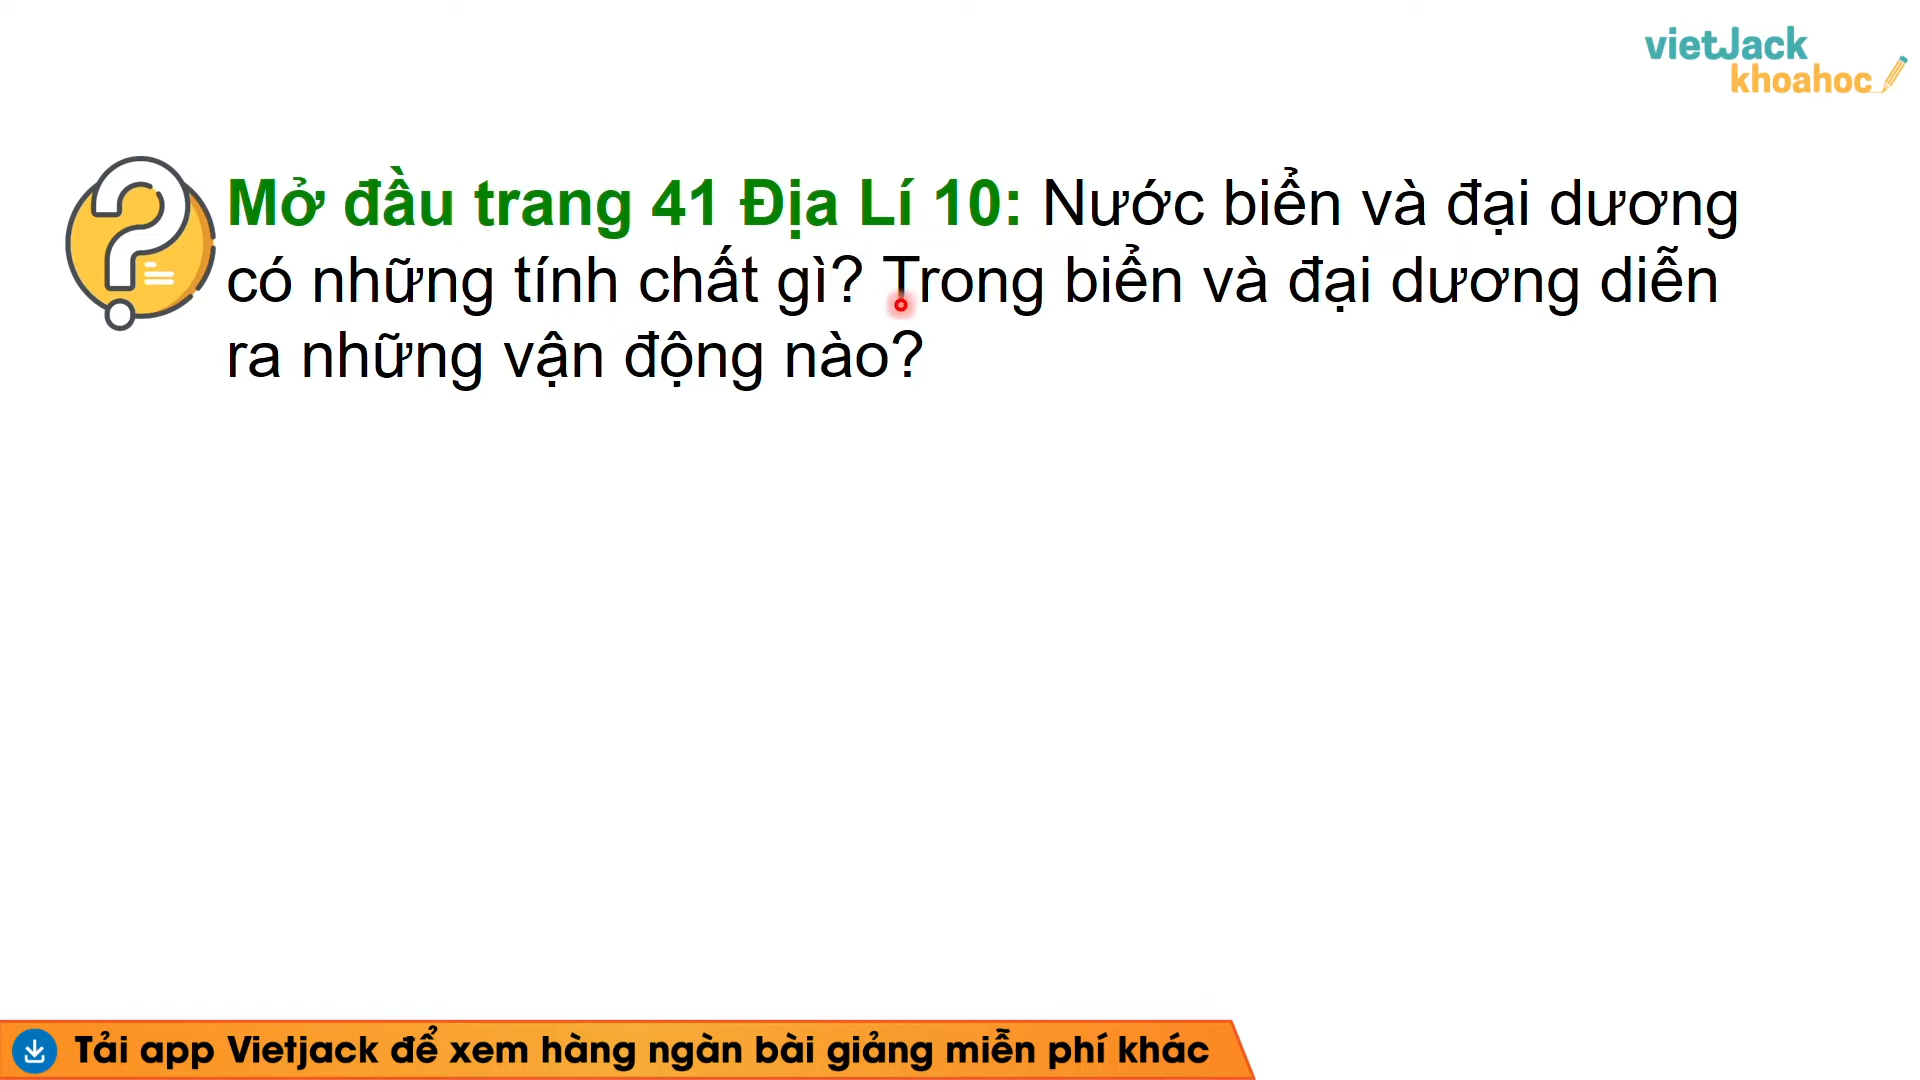 vietJack
khoahoc
Mở đầu trang 41 Địa Lí 10: Nước biển và đại dương
có những tính chất gì? Trong biển và đại dương diễn
ra những vận động nào?
Tải app Vietjack để xem hàng ngàn bài giảng miễn phí khác